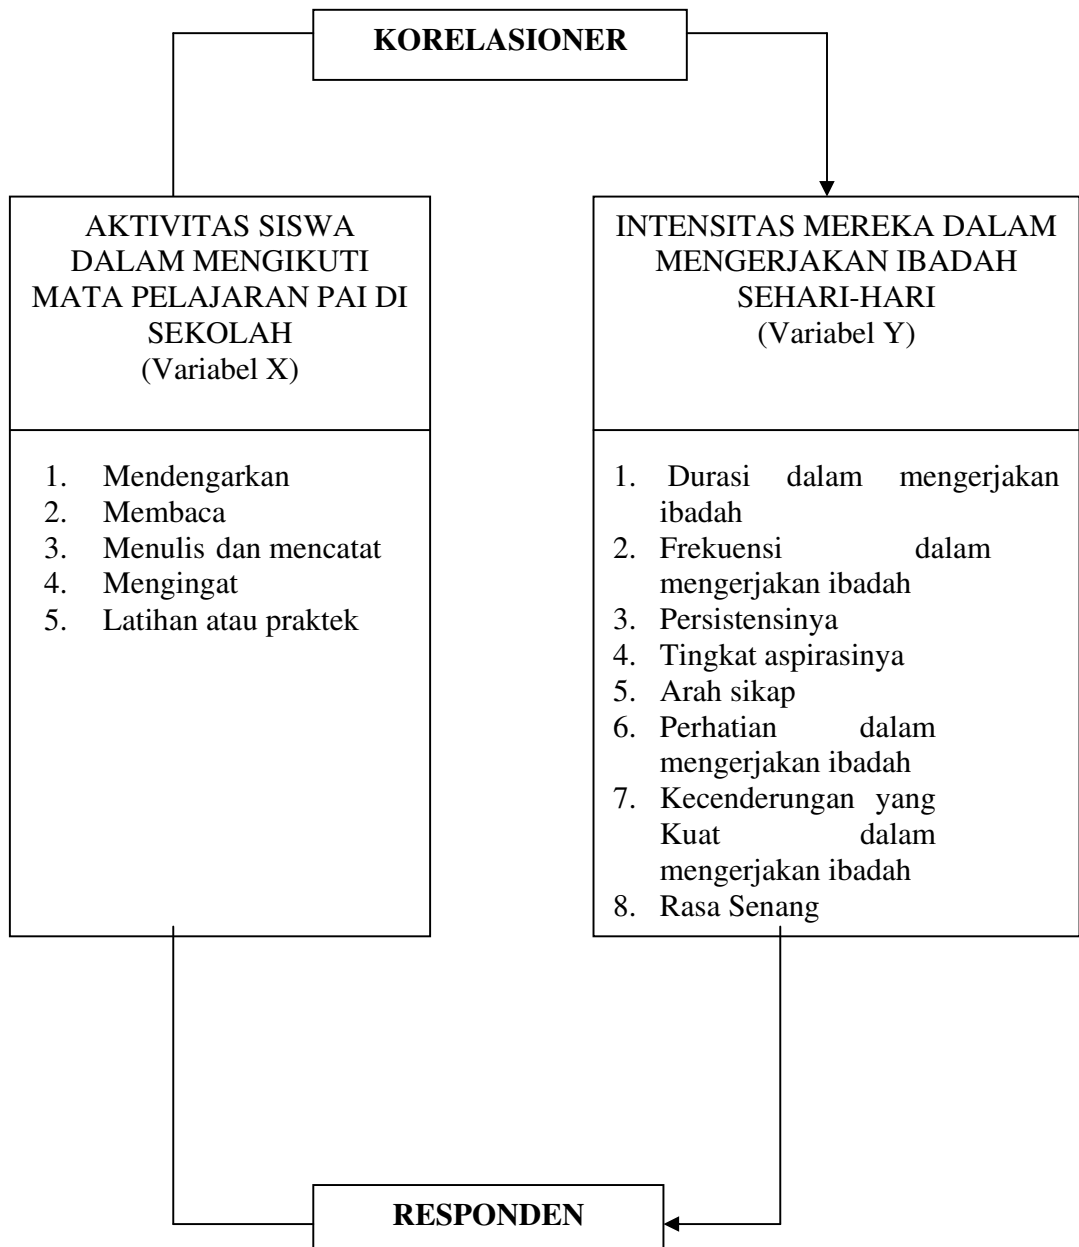 KORELASIONER
AKTIVITAS SISWA
DALAM MENGIKUTI
MATA PELAJARAN PAI DI
SEKOLAH
(Variabel X)
1. Mendengarkan
2. Membaca
3. Menulis dan mencatat
4. Mengingat
5. Latihan atau praktek
INTENSITAS MEREKA DALAM
MENGERJAKAN IBADAH
SEHARI-HARI
(Variabel Y)
1. Durasi dalam mengerjakan
ibadah
2. Frekuensi dalam
mengerjakan ibadah
3. Persistensinya
4. Tingkat aspirasinya
5. Arah sikap
6. Perhatian dalam
mengerjakan ibadah
7. Kecenderungan yang
Kuat dalam
mengerjakan ibadah
8. Rasa Senang
RESPONDEN